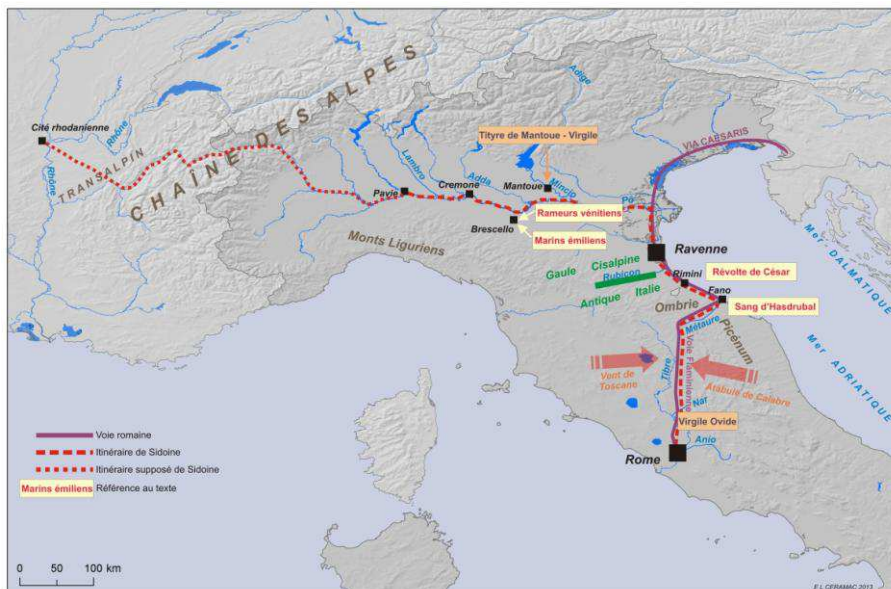 CHAÎNE DES ALPES
Adige
Cité rhodanienne
Rhône
Rhône
TRANSALPIN
Tityre de Mantoue - Virgile
VIA CAESARIS
Lambro
Adda
Pavie
Cremone
Mantoue
Mincio
Pô
Rameurs vénitiens
Brescello
Marins émiliens
Monts Liguriens
Ravenne
Gaule Cisalpine
Rubicon
Antique Italie
Rimini
Révolte de César
Fano
Sang d'Hasdrubal
Ombrie
Métaure
Picénum
Mer DALMATIQUE
Mer ADRIATIQUE
Vent de
Toscane
Tibre
Voie Flaminienne
Atabule de Calabre
Nar
Virgile Ovide
Anio
Rome
Voie romaine
Itinéraire de Sidoine
Itinéraire supposé de Sidoine
Marins émiliens Référence au texte
0 50 100 km
E L CERAMAC 2013